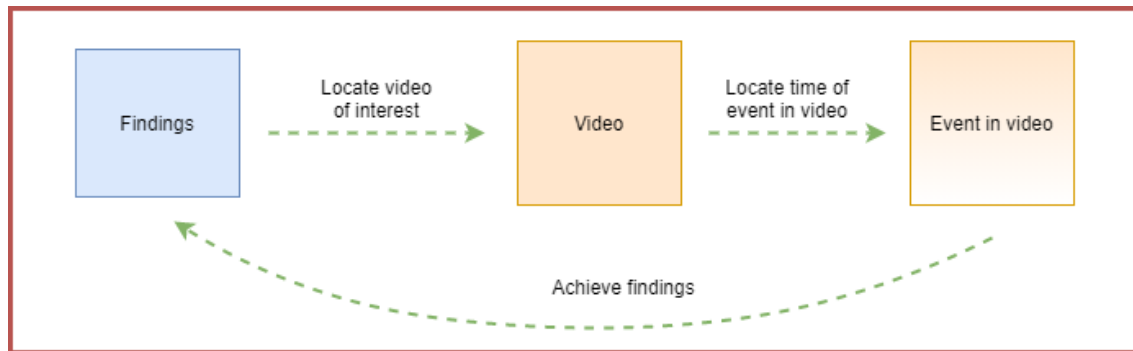 Findings
Locate video
of interest
Video
Locate time of
event in video
Event in video
Achieve findings